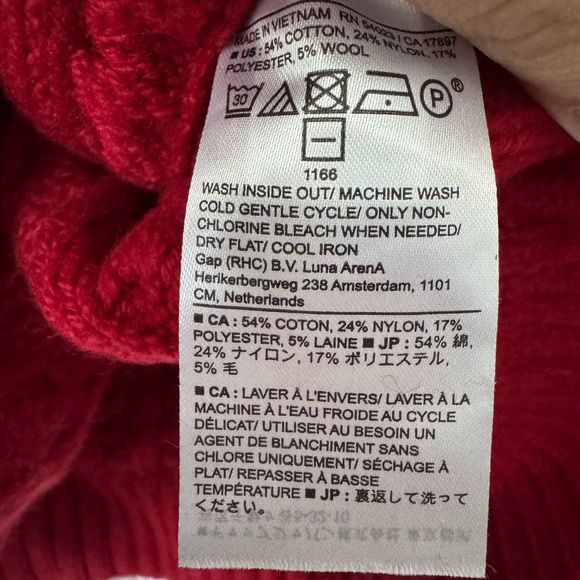 MADE IN VIETNAM RN 54023 / CA 17897
■ US : 54% COTTON, 24% NYLON, 17%
POLYESTER, 5% WOOL
30 P ®
1166
WASH INSIDE OUT/ MACHINE WASH
COLD GENTLE CYCLE/ ONLY NON-
CHLORINE BLEACH WHEN NEEDED/
DRY FLAT/ COOL IRON
Gap (RHC) B.V. Luna ArenA
Herikerbergweg 238 Amsterdam, 1101
CM, Netherlands
■ CA : 54% COTON, 24% NYLON, 17%
POLYESTER, 5% LAINE ■ JP : 54% 綿,
24% ナイロン, 17% ポリエステル,
5% 毛
■ CA : LAVER À L'ENVERS/ LAVER À LA
MACHINE À L'EAU FROIDE AU CYCLE
DÉLICAT/ UTILISER AU BESOIN UN
AGENT DE BLANCHIMENT SANS
CHLORE UNIQUEMENT/ SÉCHAGE À
PLAT/ REPASSER À BASSE
TEMPÉRATURE ■ JP : 裏返して洗って
ください。